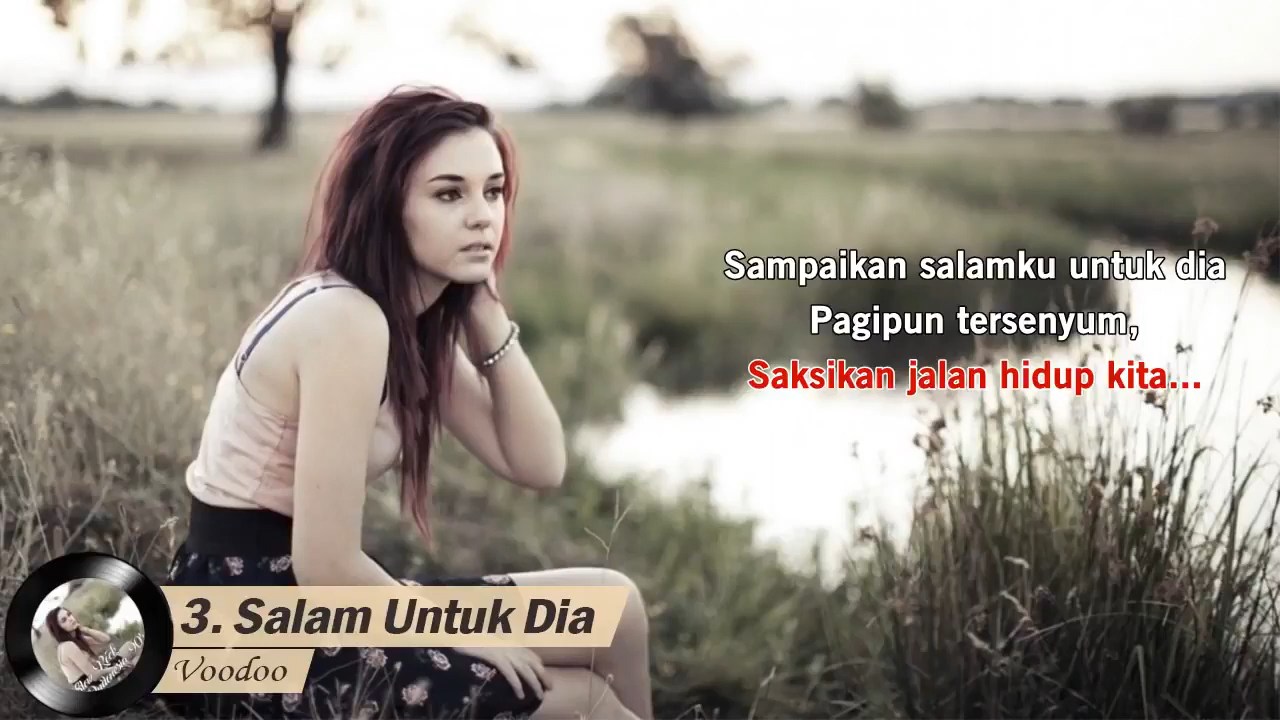 Sampaikan salamku untuk dia
Pagipun tersenyum,
Saksikan jalan hidup kita...
3. Salam Untuk Dia
Voodoo